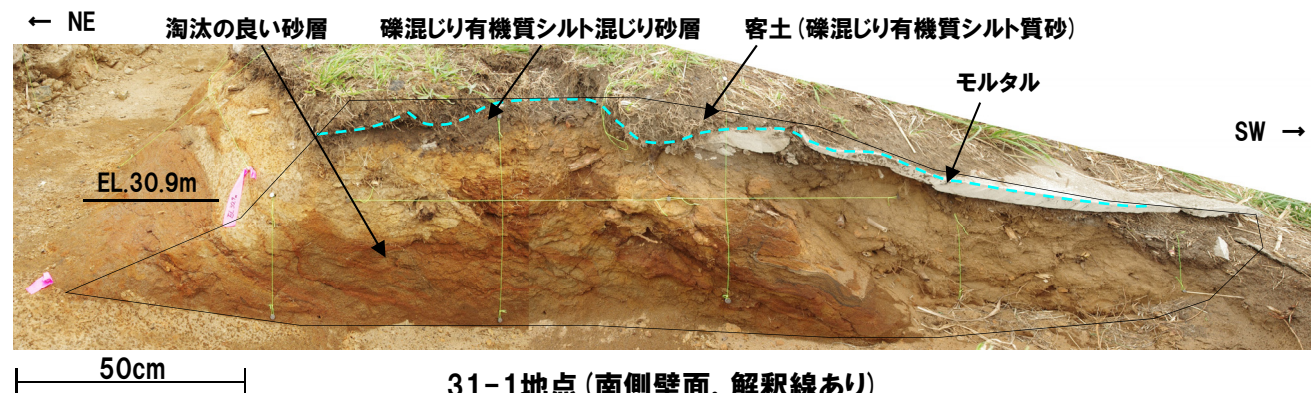 ← NE
淘汰の良い砂層
礫混じり有機質シルト混じり砂層
客土(礫混じり有機質シルト質砂)
モルタル
SW →
EL.30.9m
50cm
31-1地点(南側壁面,解釈線あり)